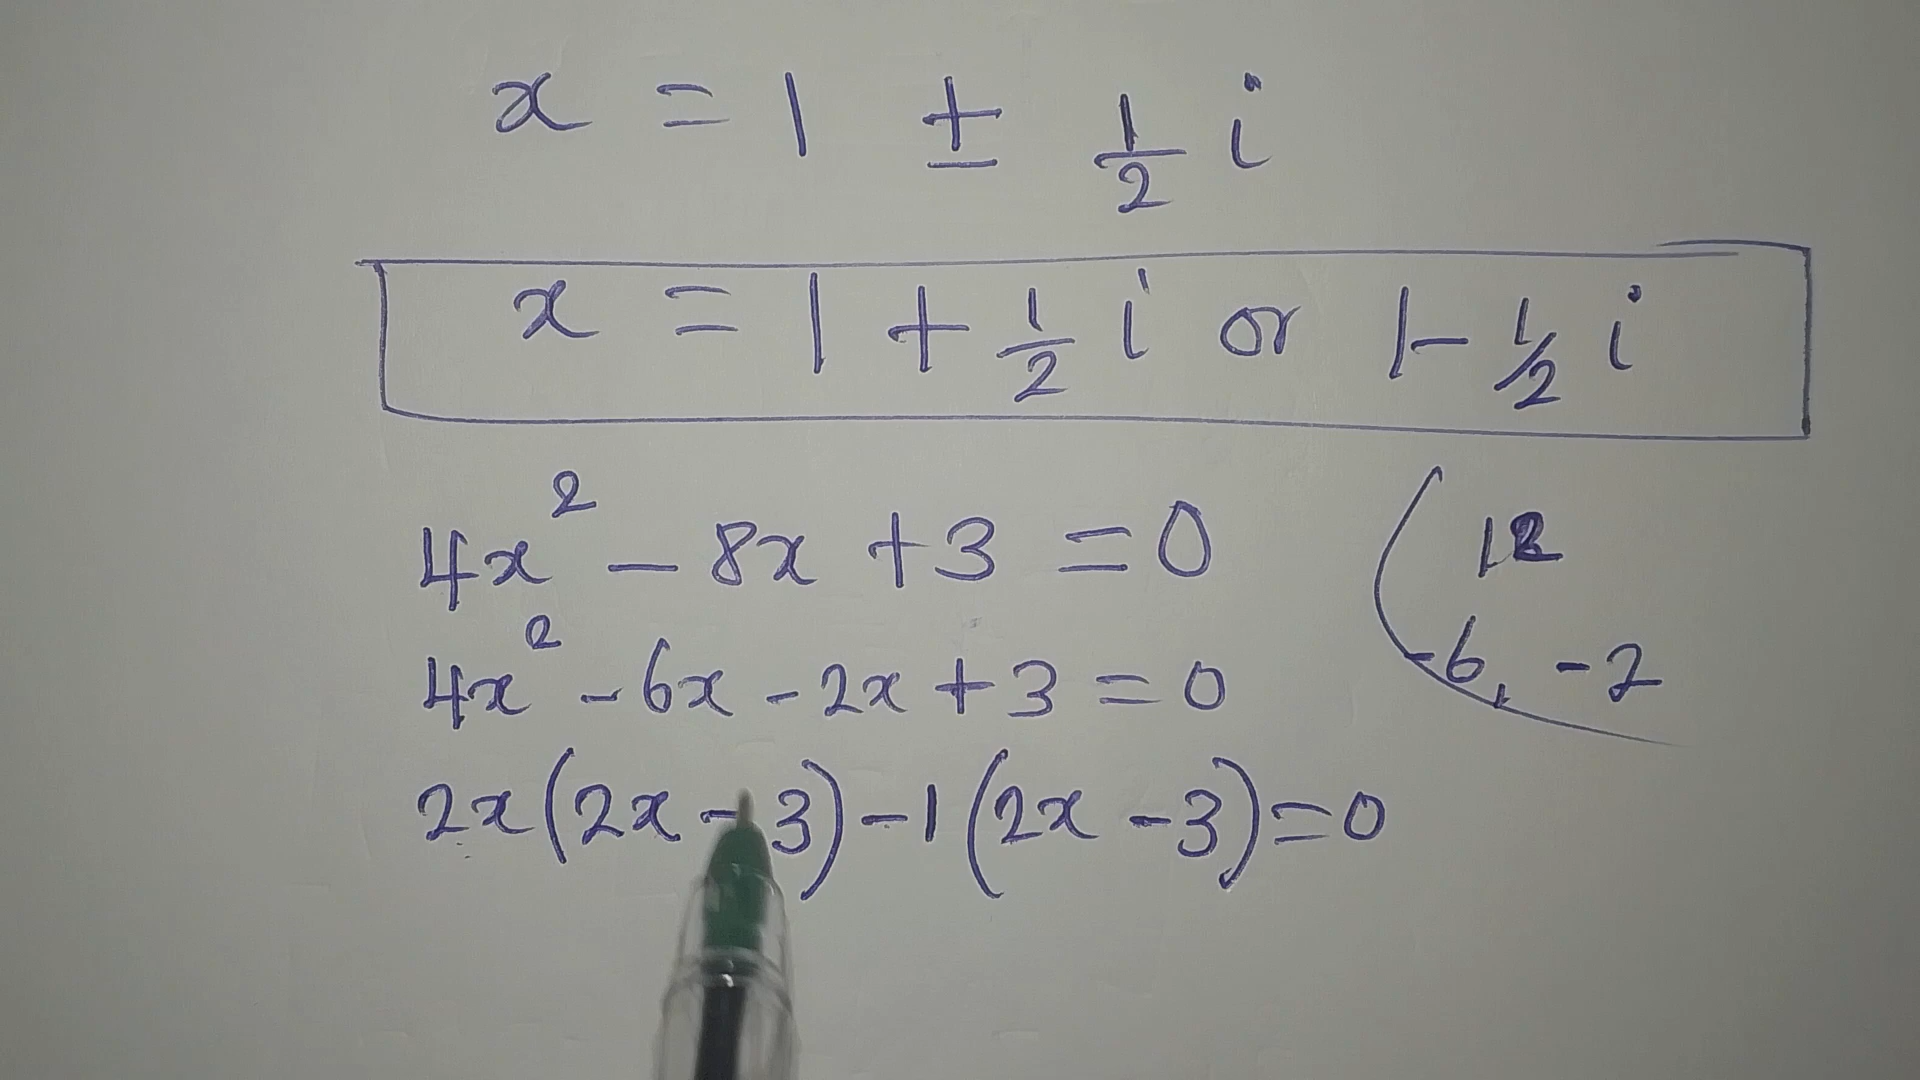 x = 1 ± 1/2 i
x = 1 + 1/2 i or 1 - 1/2 i
4x² - 8x + 3 = 0
12
4x² - 6x - 2x + 3 = 0
-6, -2
2x(2x - 3) - 1(2x - 3) = 0